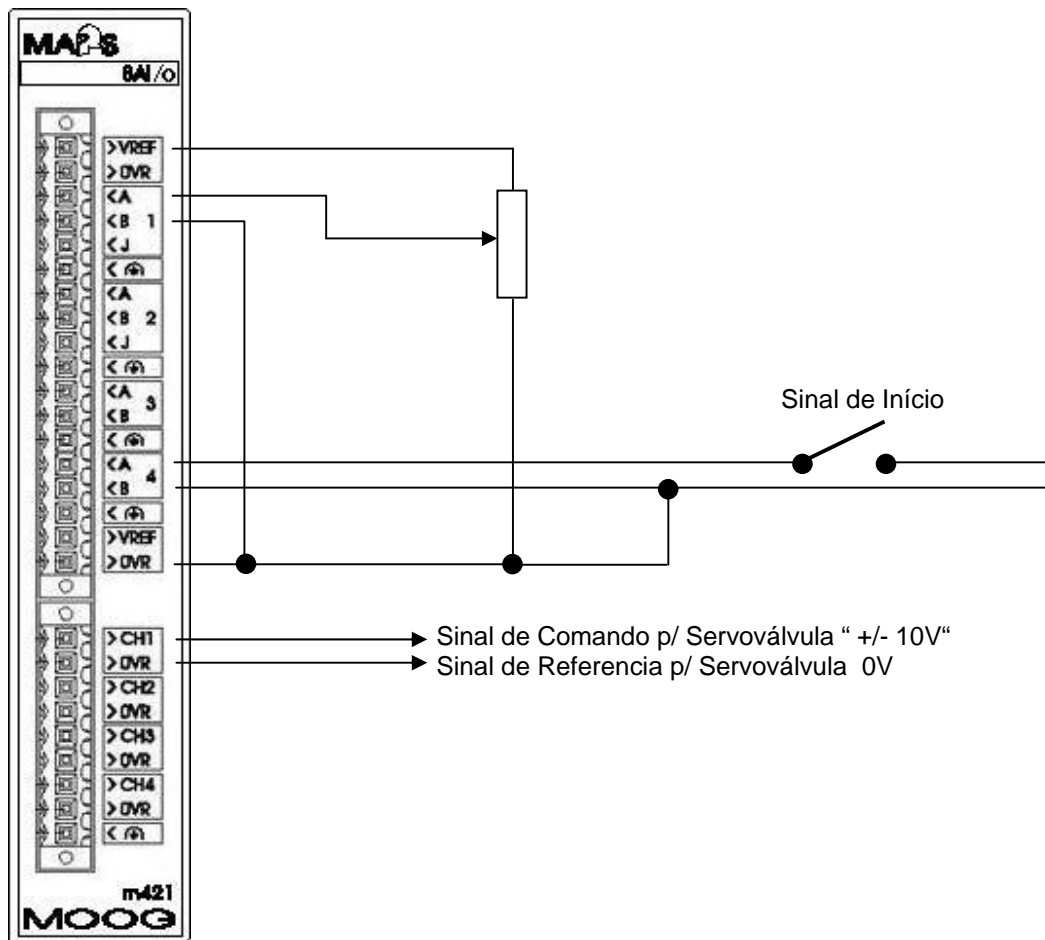 MAP-S
8AI/O
>VREF
>0VR
<A
<B 1
<J
<
<A
<B 2
<J
<
<A
<B 3
<
<A
<B 4
<
>VREF
>0VR
>CH1
>0VR
>CH2
>0VR
>CH3
>0VR
>CH4
>0VR
<
m421
MOOG
Sinal de Início
Sinal de Comando p/ Servoválvula “ +/- 10V“
Sinal de Referencia p/ Servoválvula 0V